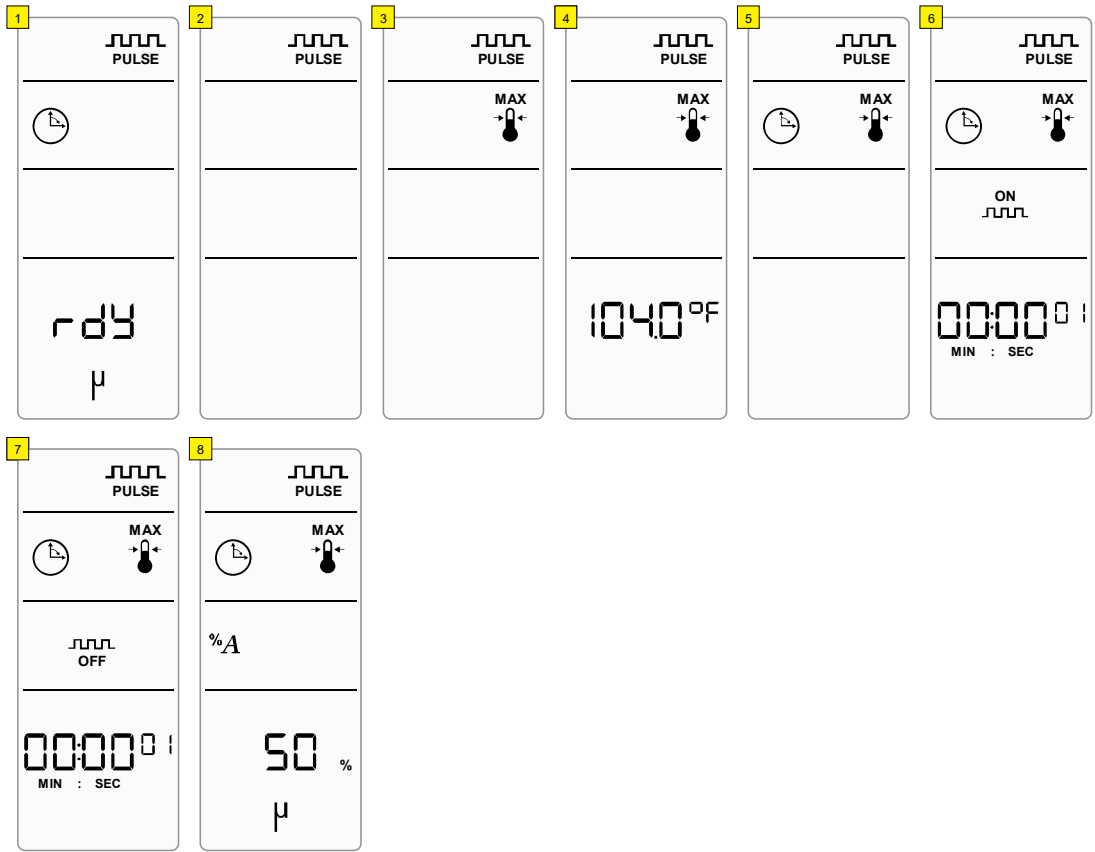 1
PULSE
rdY
µ
2
PULSE
3
PULSE
MAX
4
PULSE
MAX
104.0°F
5
PULSE
MAX
6
PULSE
MAX
ON
00:00 01
MIN : SEC
7
PULSE
MAX
OFF
00:00 01
MIN : SEC
8
PULSE
MAX
%A
50 %
µ